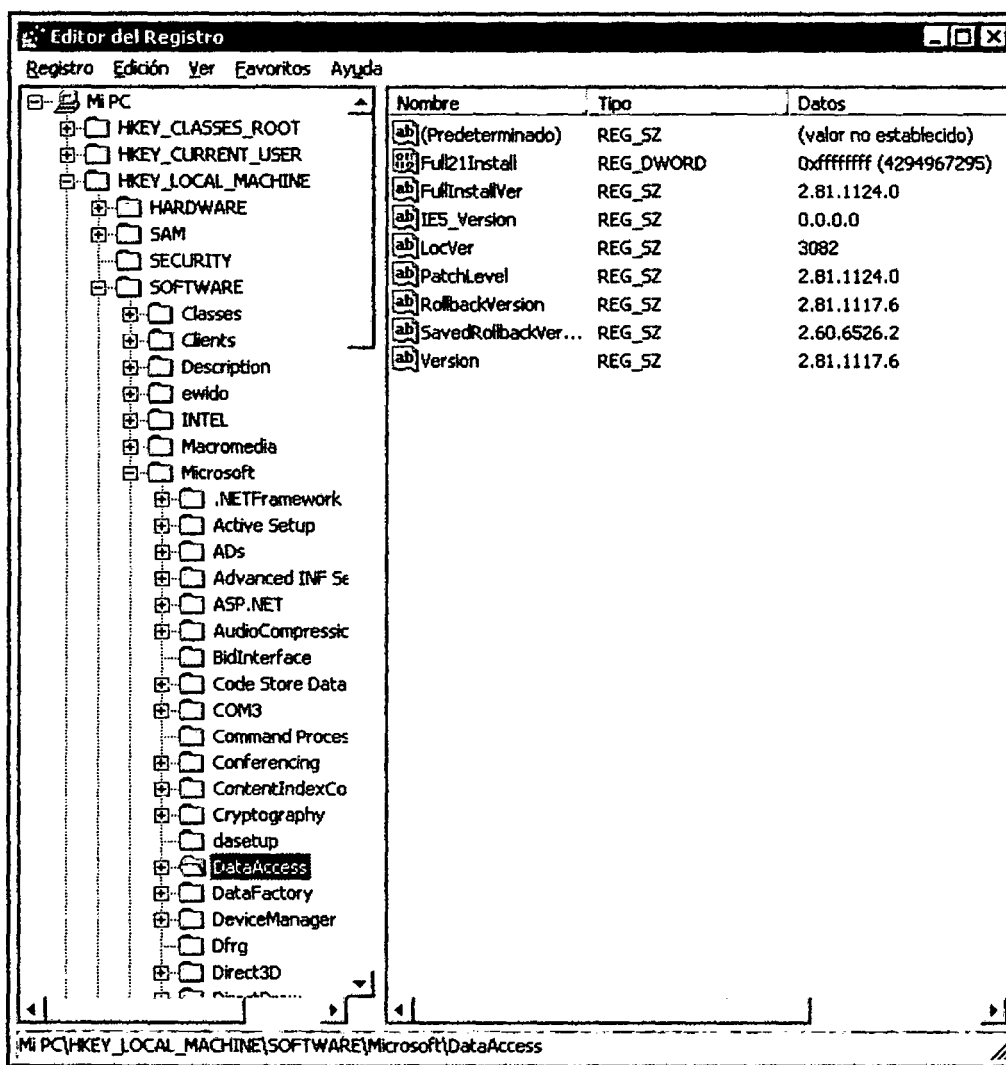 Editor del Registro
Registro Edición Ver Favoritos Ayuda
Mi PC
HKEY_CLASSES_ROOT
HKEY_CURRENT_USER
HKEY_LOCAL_MACHINE
HARDWARE
SAM
SECURITY
SOFTWARE
Classes
Clients
Description
ewido
INTEL
Macromedia
Microsoft
.NETFramework
Active Setup
ADs
Advanced INF Se
ASP.NET
AudioCompressic
BidInterface
Code Store Data
COM3
Command Proces
Conferencing
ContentIndexCo
Cryptography
dasetup
DataAccess
DataFactory
DeviceManager
Dfrg
Direct3D
Nombre Tipo Datos
(Predeterminado) REG_SZ (valor no establecido)
Full21Install REG_DWORD 0xffffffff (4294967295)
FullInstallVer REG_SZ 2.81.1124.0
IE5_Version REG_SZ 0.0.0.0
LocVer REG_SZ 3082
PatchLevel REG_SZ 2.81.1124.0
RollbackVersion REG_SZ 2.81.1117.6
SavedRollbackVer... REG_SZ 2.60.6526.2
Version REG_SZ 2.81.1117.6
Mi PC\HKEY_LOCAL_MACHINE\SOFTWARE\Microsoft\DataAccess